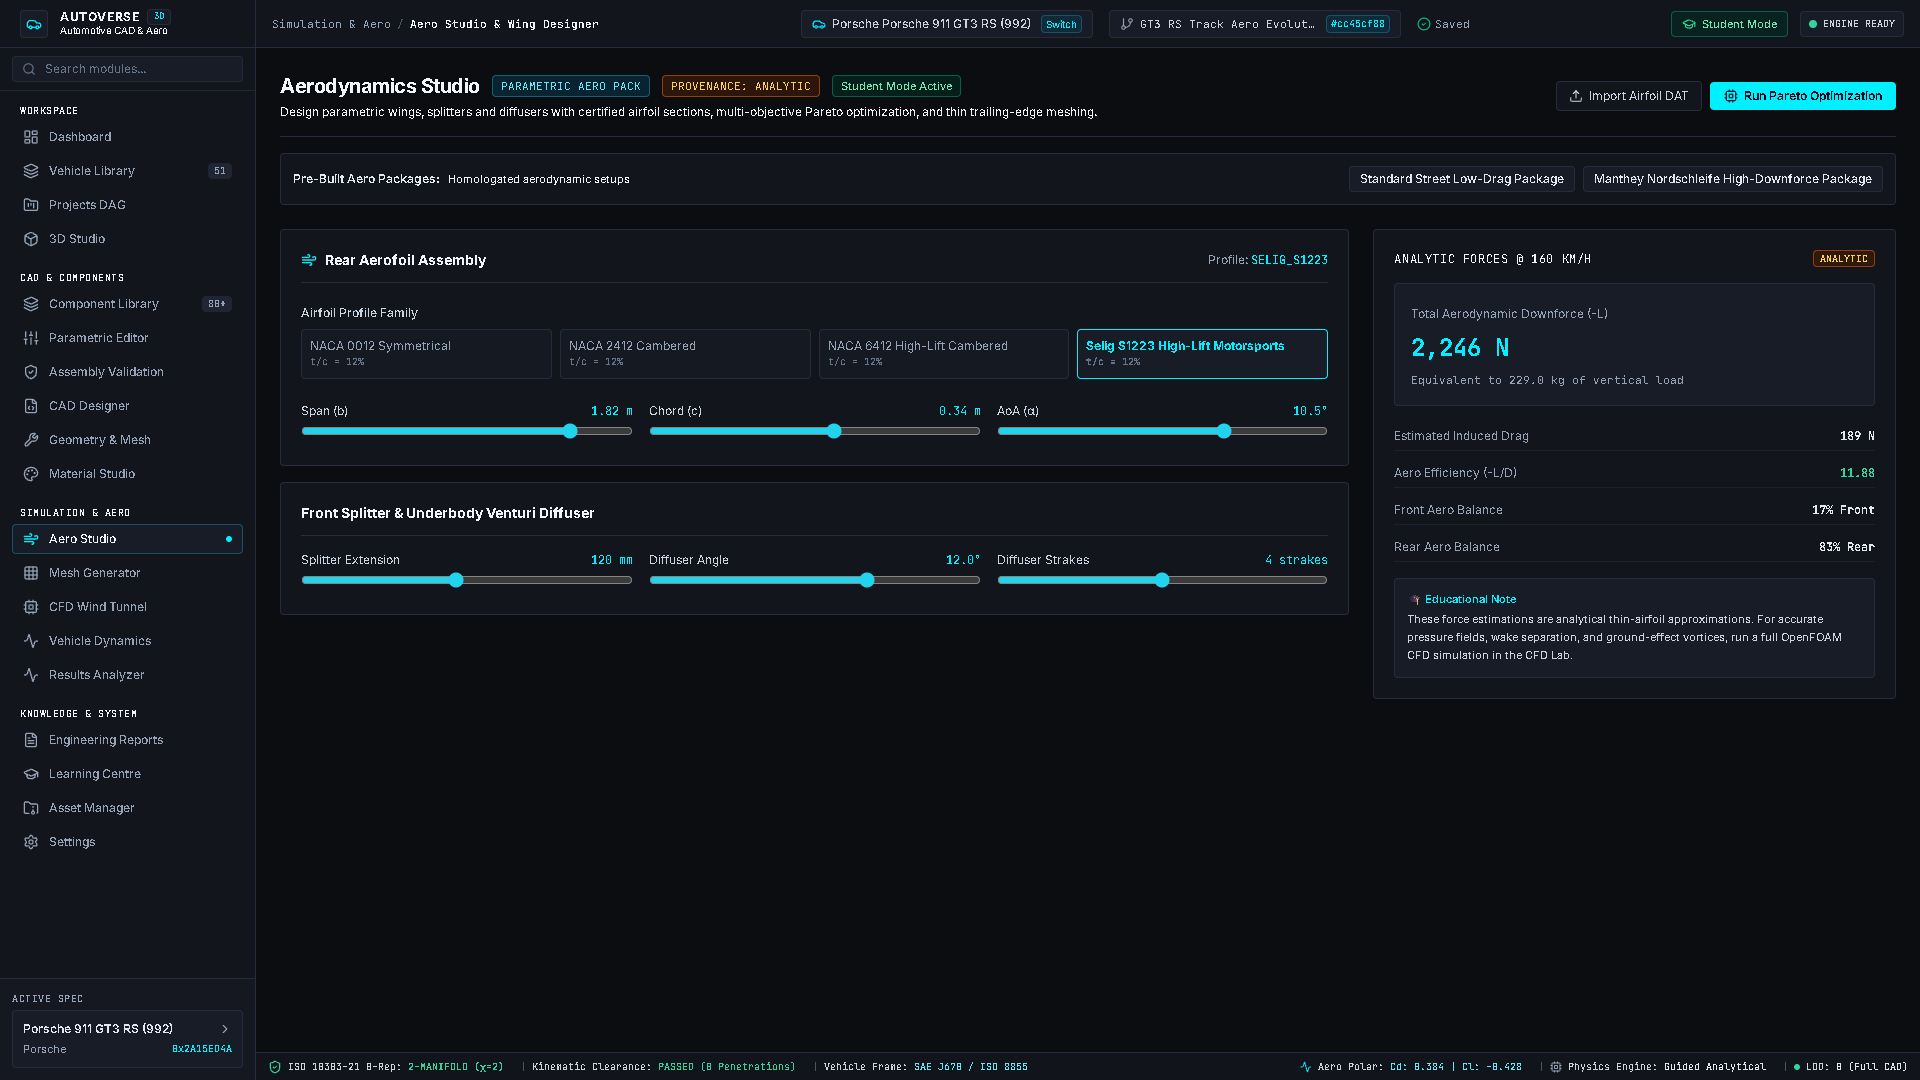 AUTOVERSE 3D
Automotive CAD & Aero
Search modules...
WORKSPACE
Dashboard
Vehicle Library 51
Projects DAG
3D Studio
CAD & COMPONENTS
Component Library 80+
Parametric Editor
Assembly Validation
CAD Designer
Geometry & Mesh
Material Studio
SIMULATION & AERO
Aero Studio
Mesh Generator
CFD Wind Tunnel
Vehicle Dynamics
Results Analyzer
KNOWLEDGE & SYSTEM
Engineering Reports
Learning Centre
Asset Manager
Settings
ACTIVE SPEC
Porsche 911 GT3 RS (992)
Porsche 0x2A15E04A
Simulation & Aero / Aero Studio & Wing Designer
Porsche Porsche 911 GT3 RS (992) Switch
GT3 RS Track Aero Evolut… #cc45cf88
Saved
Student Mode
ENGINE READY
Aerodynamics Studio PARAMETRIC AERO PACK PROVENANCE: ANALYTIC Student Mode Active
Design parametric wings, splitters and diffusers with certified airfoil sections, multi-objective Pareto optimization, and thin trailing-edge meshing.
Import Airfoil DAT
Run Pareto Optimization
Pre-Built Aero Packages: Homologated aerodynamic setups
Standard Street Low-Drag Package
Manthey Nordschleife High-Downforce Package
Rear Aerofoil Assembly
Profile: SELIG_S1223
Airfoil Profile Family
NACA 0012 Symmetrical
t/c = 12%
NACA 2412 Cambered
t/c = 12%
NACA 6412 High-Lift Cambered
t/c = 12%
Selig S1223 High-Lift Motorsports
t/c = 12%
Span (b) 1.82 m
Chord (c) 0.34 m
AoA (α) 10.5°
Front Splitter & Underbody Venturi Diffuser
Splitter Extension 120 mm
Diffuser Angle 12.0°
Diffuser Strakes 4 strakes
ANALYTIC FORCES @ 160 KM/H ANALYTIC
Total Aerodynamic Downforce (-L)
2,246 N
Equivalent to 229.0 kg of vertical load
Estimated Induced Drag 189 N
Aero Efficiency (-L/D) 11.88
Front Aero Balance 17% Front
Rear Aero Balance 83% Rear
Educational Note
These force estimations are analytical thin-airfoil approximations. For accurate
pressure fields, wake separation, and ground-effect vortices, run a full OpenFOAM
CFD simulation in the CFD Lab.
ISO 10303-21 B-Rep: 2-MANIFOLD (χ=2) | Kinematic Clearance: PASSED (0 Penetrations) | Vehicle Frame: SAE J670 / ISO 8855
Aero Polar: Cd: 0.384 | Cl: -0.428 | Physics Engine: Guided Analytical | LOD: 0 (Full CAD)